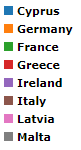 Cyprus
Germany
France
Greece
Ireland
Italy
Latvia
Malta